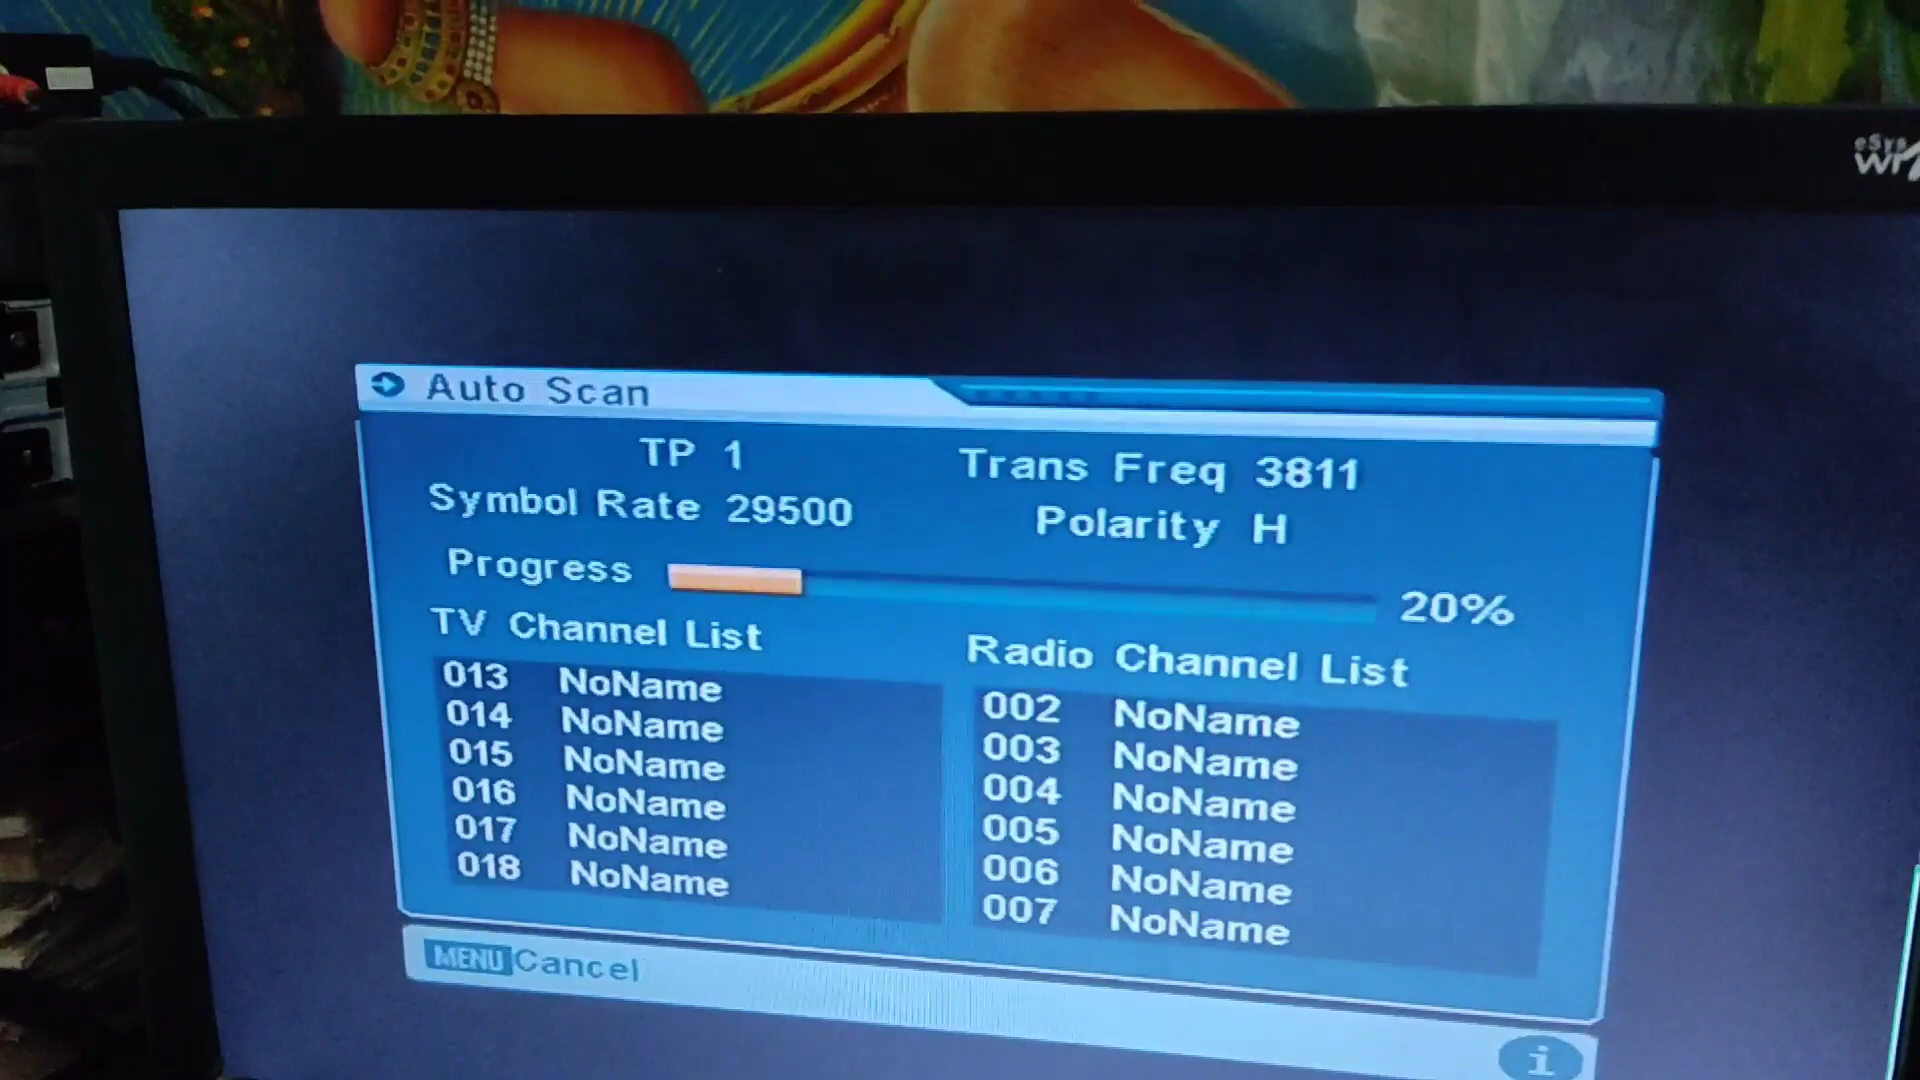 eSys
Auto Scan
TP 1
Trans Freq 3811
Symbol Rate 29500
Polarity H
Progress
20%
TV Channel List
Radio Channel List
013 NoName
014 NoName
015 NoName
016 NoName
017 NoName
018 NoName
002 NoName
003 NoName
004 NoName
005 NoName
006 NoName
007 NoName
MENU Cancel
i